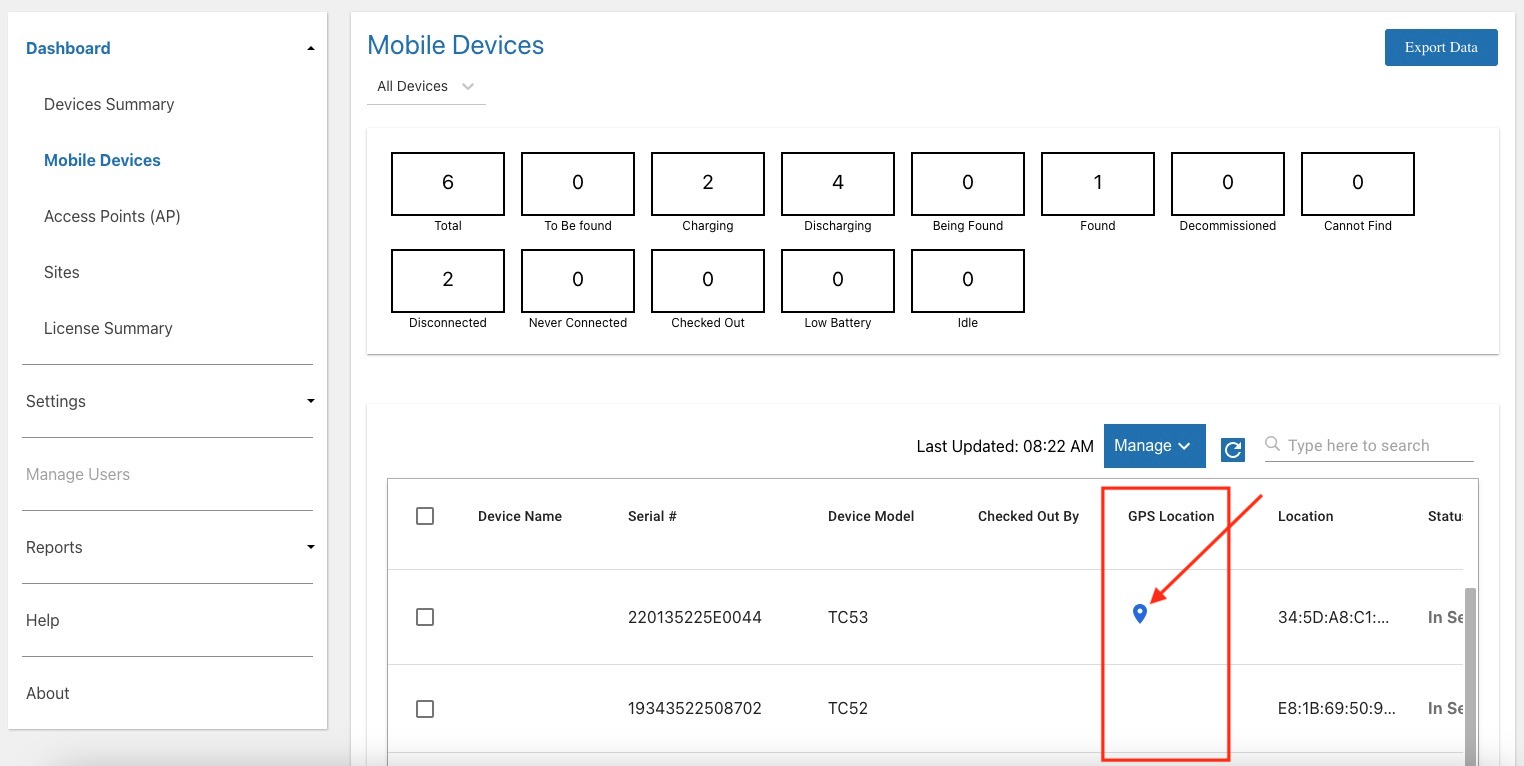 Dashboard
Devices Summary
Mobile Devices
Access Points (AP)
Sites
License Summary
Settings
Manage Users
Reports
Help
About
Mobile Devices
Export Data
All Devices
6 0 2 4 0 1 0 0
Total To Be found Charging Discharging Being Found Found Decommissioned Cannot Find
2 0 0 0 0
Disconnected Never Connected Checked Out Low Battery Idle
Last Updated: 08:22 AM Manage Type here to search
Device Name Serial # Device Model Checked Out By GPS Location Location Statu
220135225E0044 TC53 34:5D:A8:C1:... In Se
19343522508702 TC52 E8:1B:69:50:9... In Se